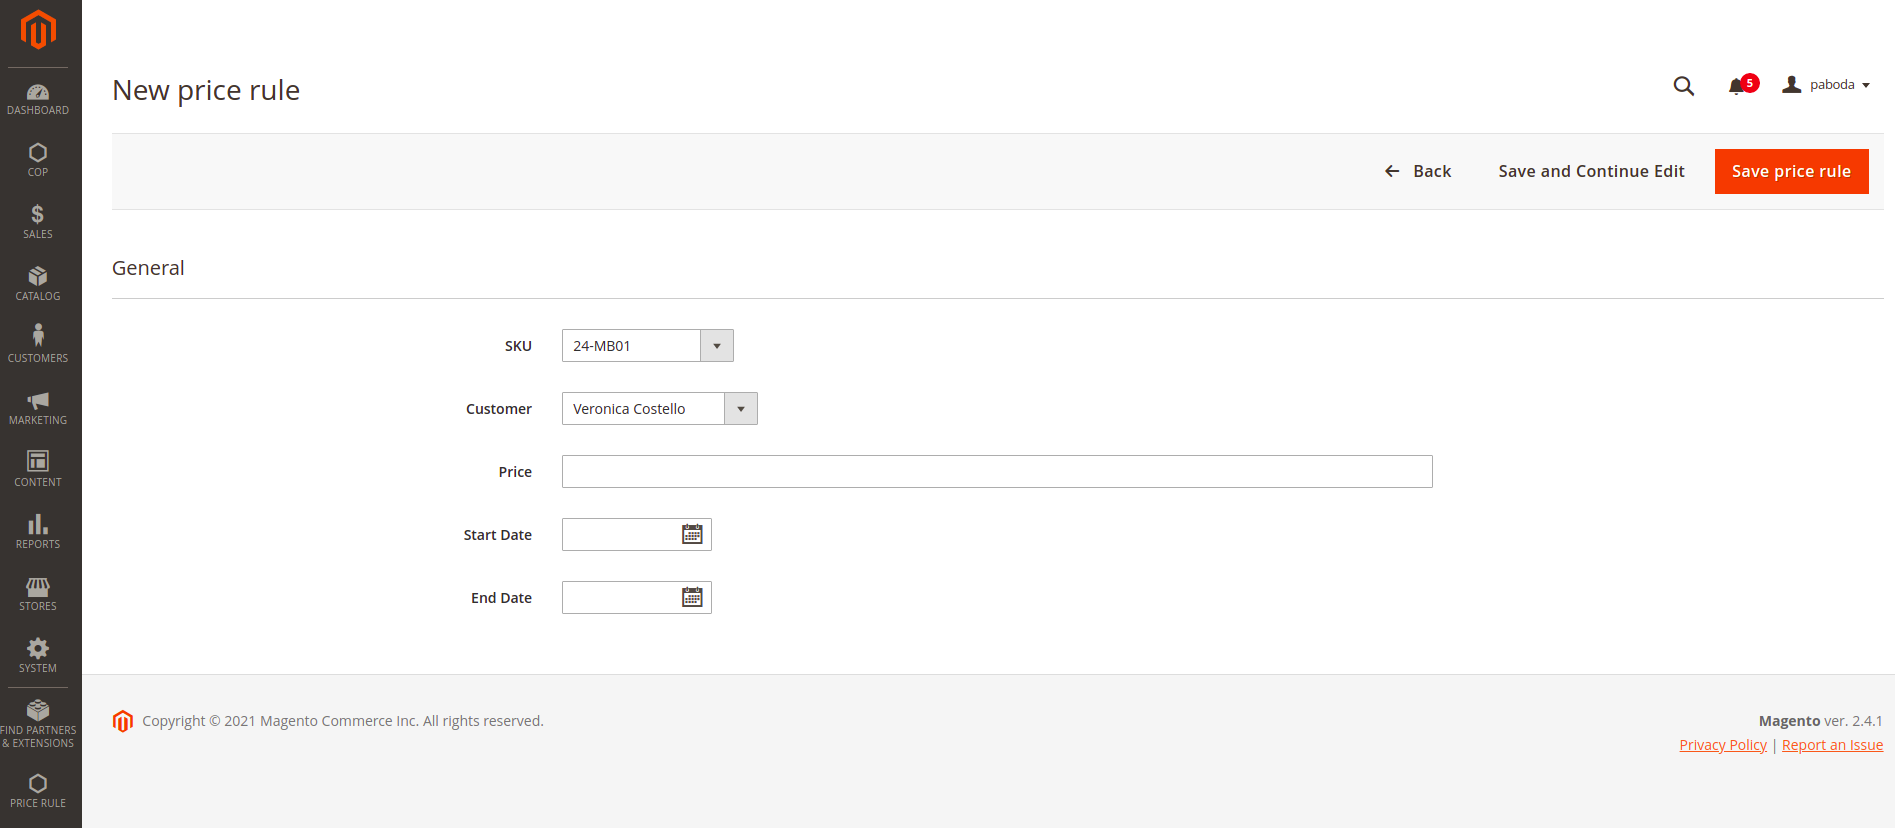 New price rule
5
paboda
Back
Save and Continue Edit
Save price rule
DASHBOARD
COP
SALES
CATALOG
CUSTOMERS
MARKETING
CONTENT
REPORTS
STORES
SYSTEM
FIND PARTNERS
& EXTENSIONS
PRICE RULE
General
SKU 24-MB01
Customer Veronica Costello
Price
Start Date
End Date
Copyright © 2021 Magento Commerce Inc. All rights reserved.
Magento ver. 2.4.1
Privacy Policy | Report an Issue